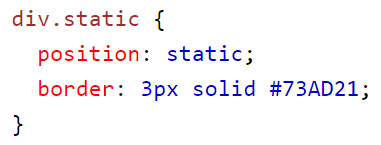 div.static {
  position: static;
  border: 3px solid #73AD21;
}